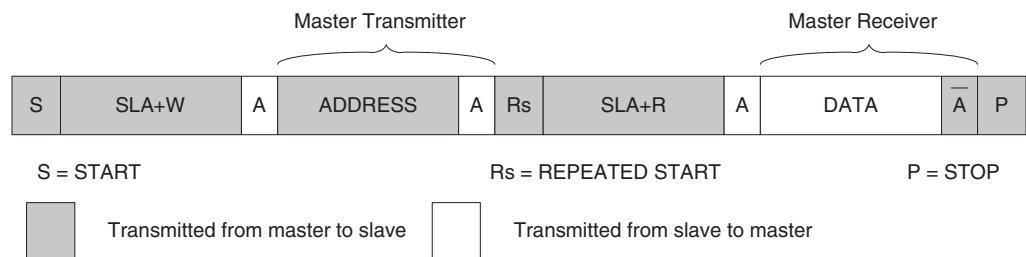 Master Transmitter Master Receiver
S SLA+W A ADDRESS A Rs SLA+R A DATA A̅ P
S = START Rs = REPEATED START P = STOP
Transmitted from master to slave Transmitted from slave to master